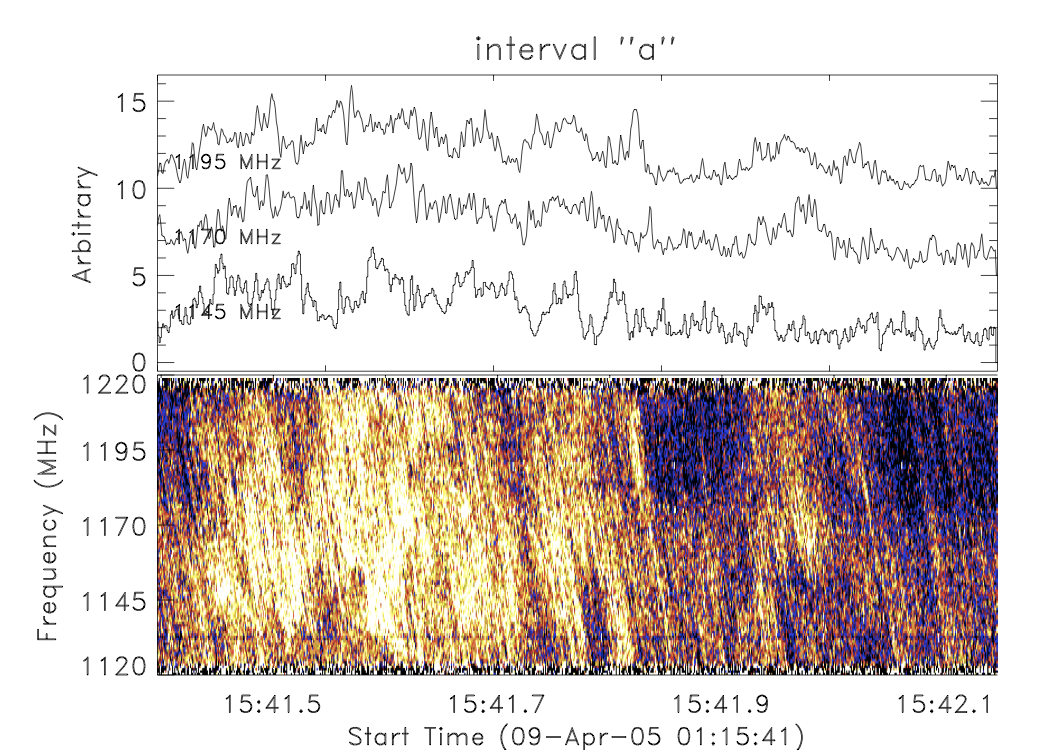 interval "a"
15
10
5
0
Arbitrary
1195 MHz
1170 MHz
1145 MHz
1220
1195
1170
1145
1120
Frequency (MHz)
15:41.5 15:41.7 15:41.9 15:42.1
Start Time (09-Apr-05 01:15:41)